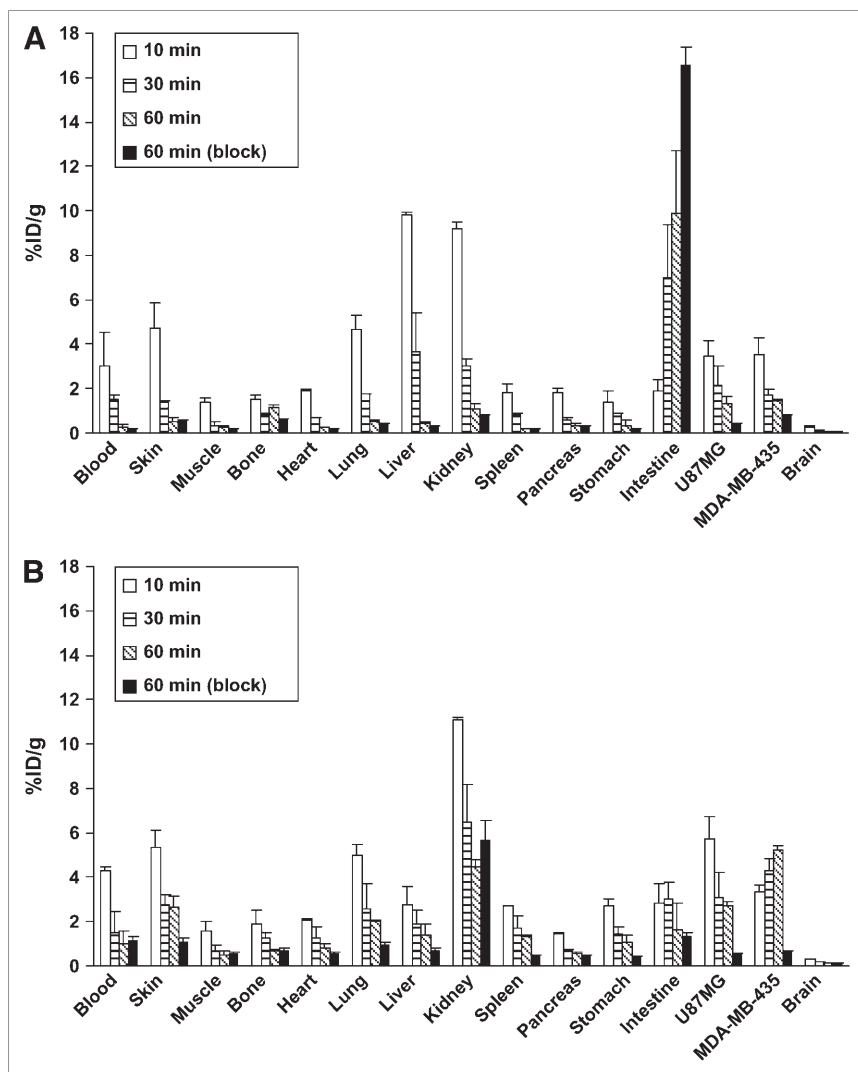 A
18
16
14
12
10
8
6
4
2
0
%ID/g
10 min
30 min
60 min
60 min (block)
Blood
Skin
Muscle
Bone
Heart
Lung
Liver
Kidney
Spleen
Pancreas
Stomach
Intestine
U87MG
MDA-MB-435
Brain
B
18
16
14
12
10
8
6
4
2
0
%ID/g
10 min
30 min
60 min
60 min (block)
Blood
Skin
Muscle
Bone
Heart
Lung
Liver
Kidney
Spleen
Pancreas
Stomach
Intestine
U87MG
MDA-MB-435
Brain